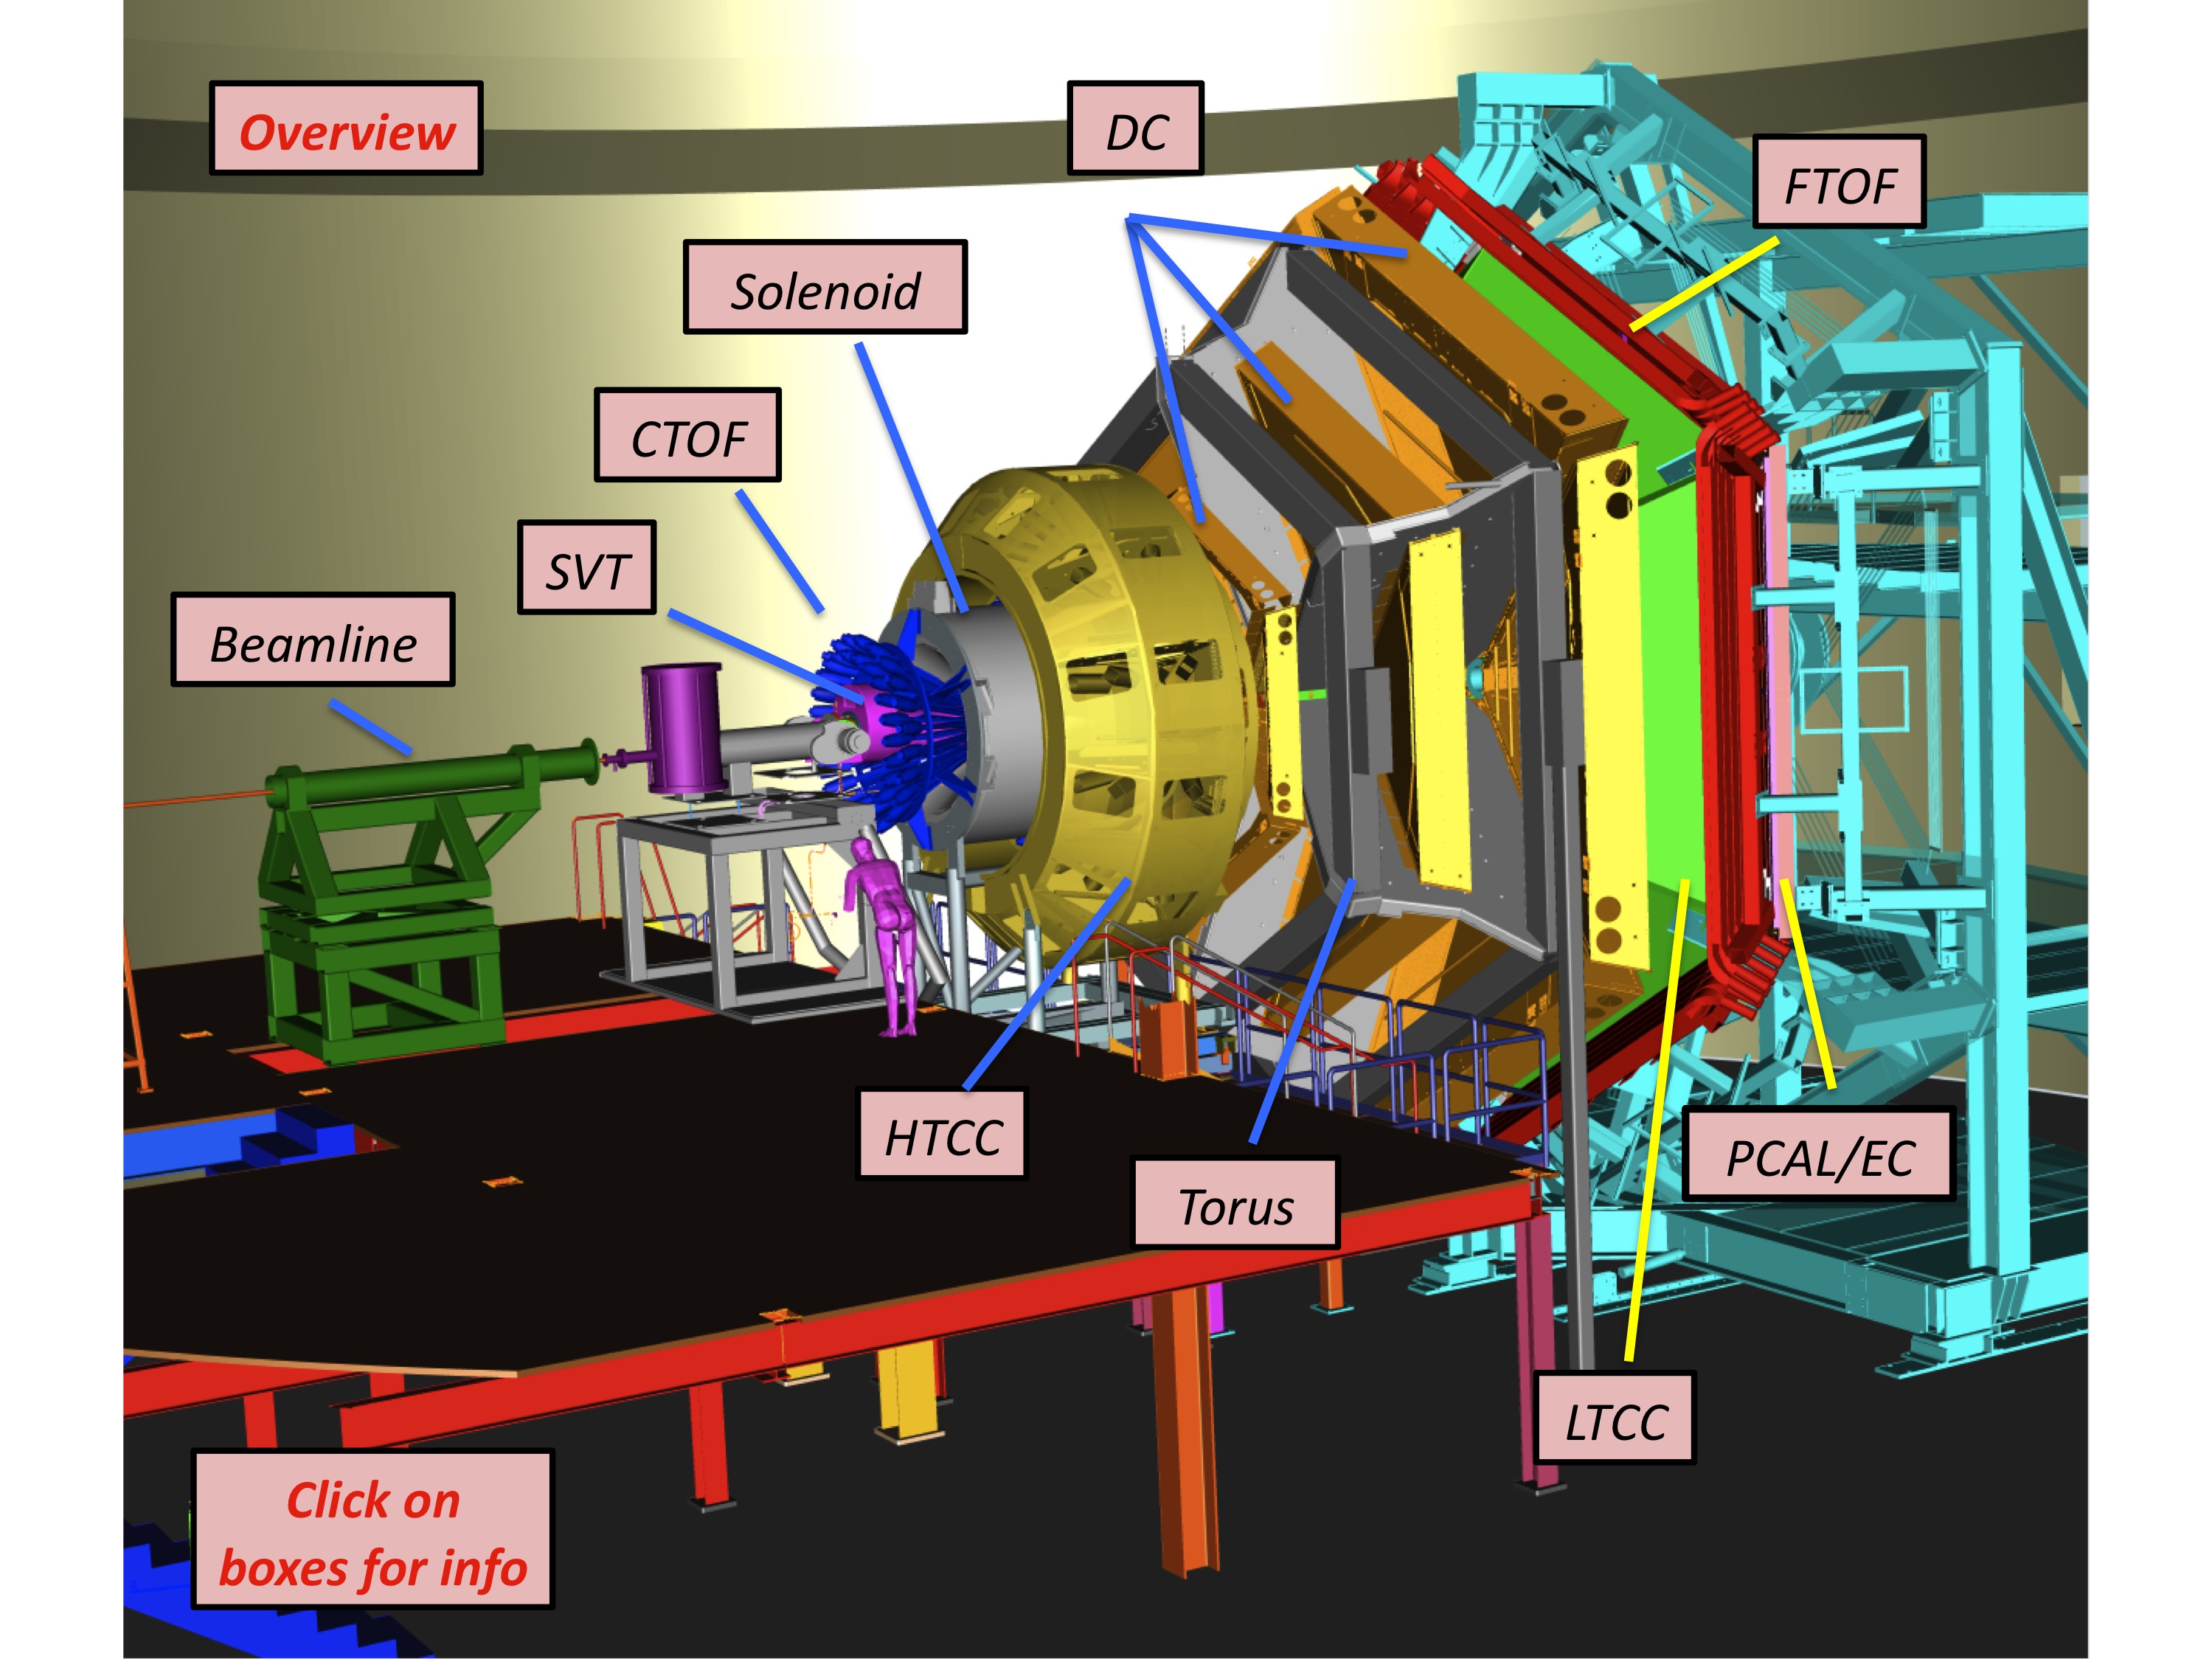 Overview
DC
FTOF
Solenoid
CTOF
SVT
Beamline
HTCC
PCAL/EC
Torus
LTCC
Click on
boxes for info